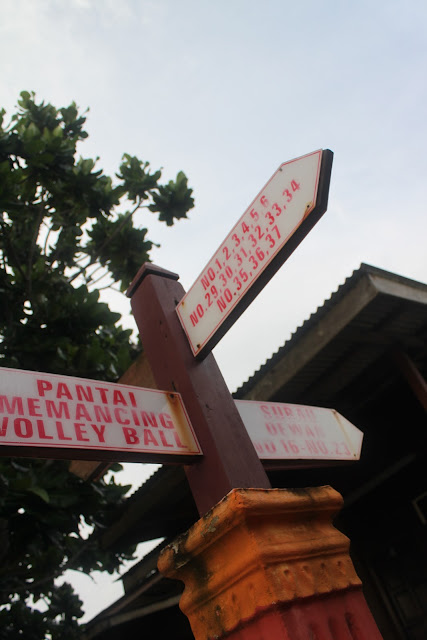 NO.1,2,3,4,5 6
NO.29,30,31,32,33,34
NO.35,36,37
PANTAI
MEMANCING
VOLLEY BALL
SURAU
DEWAN
NO 16-NO.23